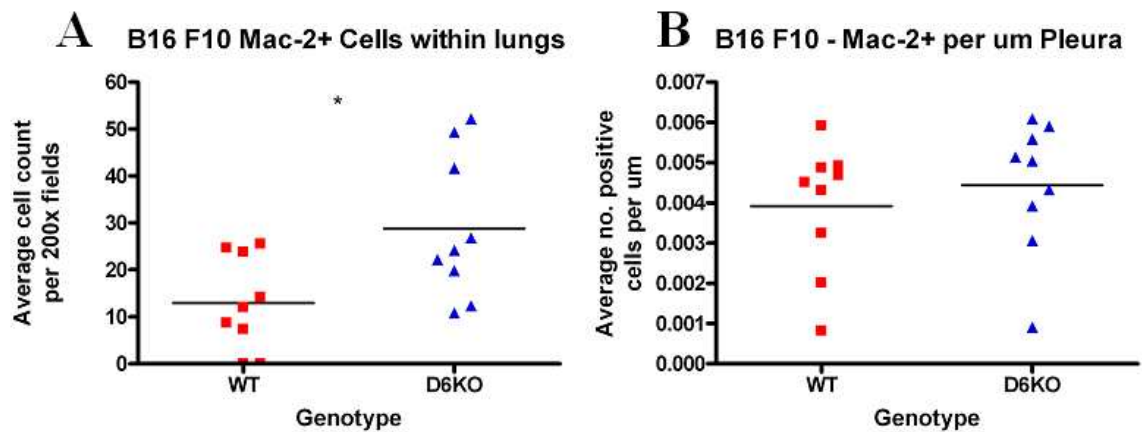 A B16 F10 Mac-2+ Cells within lungs
Average cell count
per 200x fields
60
50
40
30
20
10
0
*
WT D6KO
Genotype
B B16 F10 - Mac-2+ per um Pleura
Average no. positive
cells per um
0.007
0.006
0.005
0.004
0.003
0.002
0.001
0.000
WT D6KO
Genotype